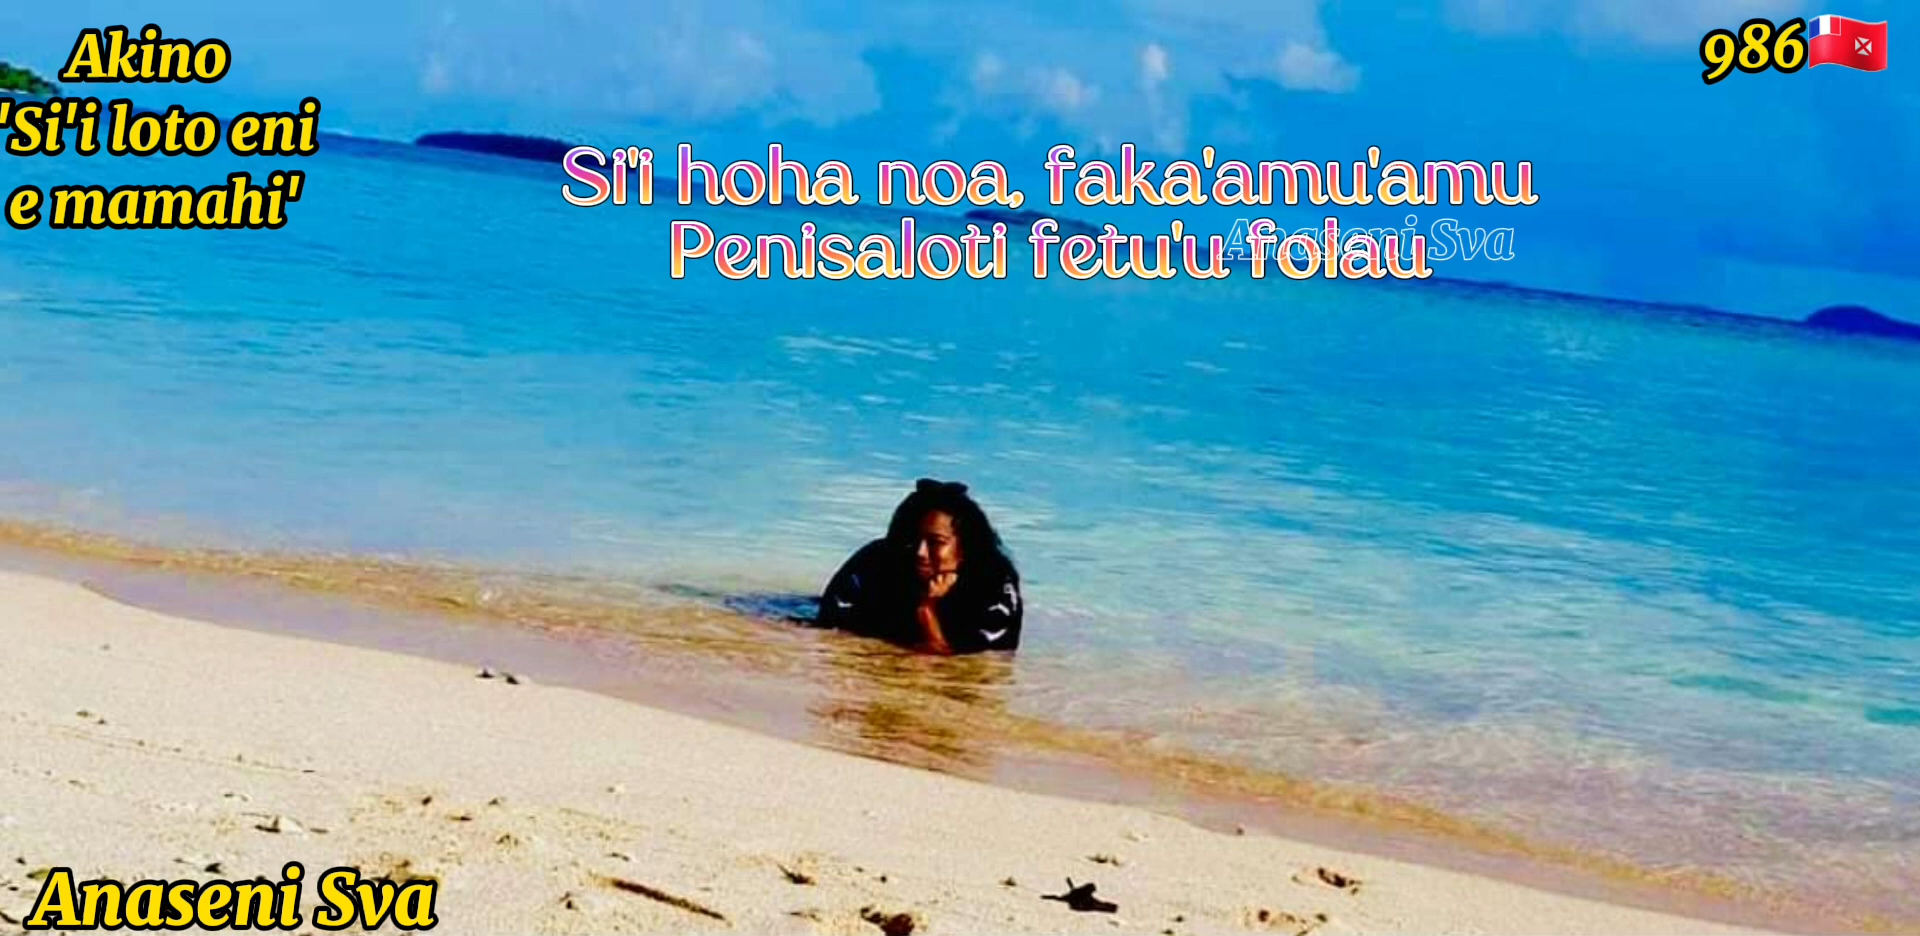 Akino
'Si'i loto eni
e mamahi'
986
Si'i hoha noa, faka'amu'amu
Penisaloti fetu'u folau
Anaseni Sva
Anaseni Sva